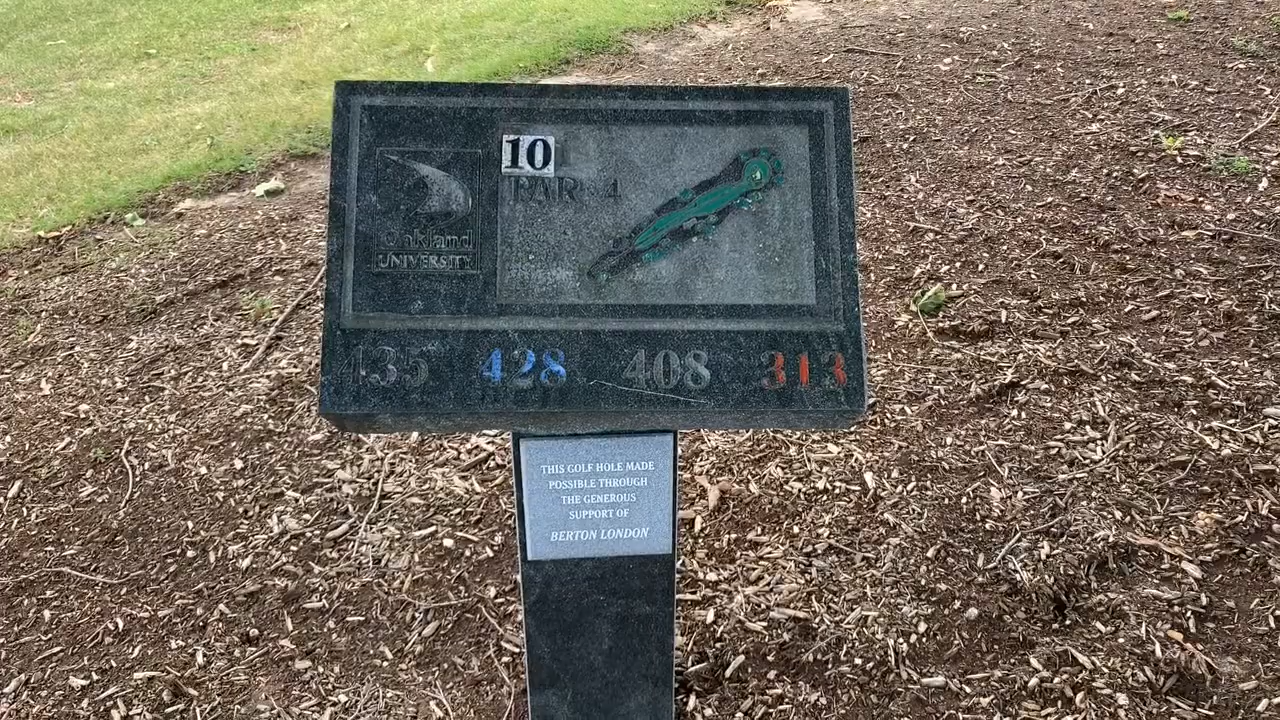 10
PAR 4
Oakland
UNIVERSITY
435 428 408 313
THIS GOLF HOLE MADE
POSSIBLE THROUGH
THE GENEROUS
SUPPORT OF
BERTON LONDON